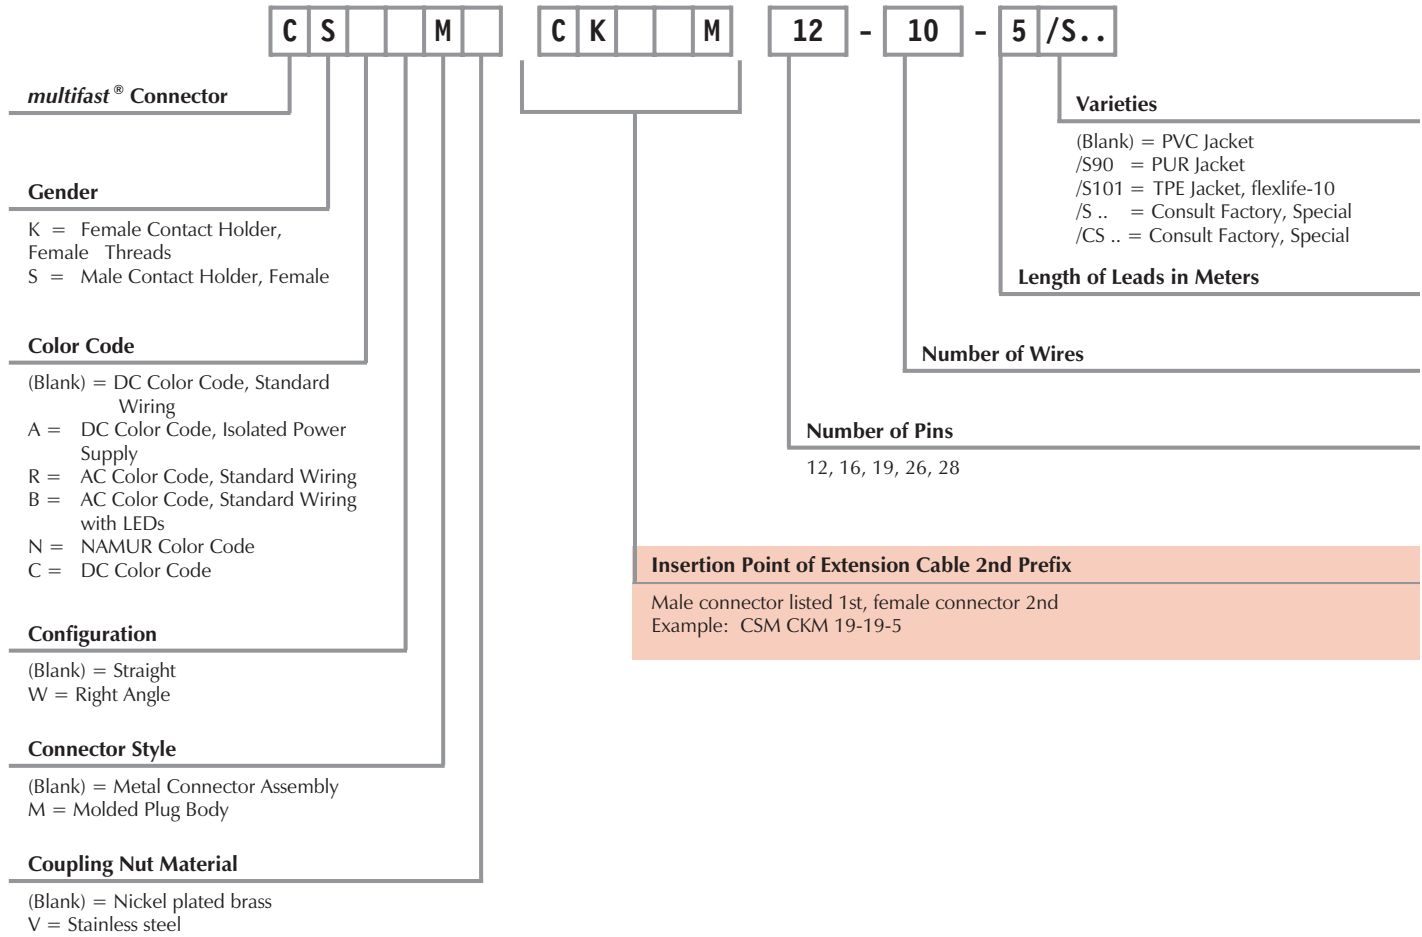 C S M C K M 12 - 10 - 5 /S..
multifast ® Connector
Gender
K = Female Contact Holder,
Female Threads
S = Male Contact Holder, Female
Color Code
(Blank) = DC Color Code, Standard
Wiring
A = DC Color Code, Isolated Power
Supply
R = AC Color Code, Standard Wiring
B = AC Color Code, Standard Wiring
with LEDs
N = NAMUR Color Code
C = DC Color Code
Configuration
(Blank) = Straight
W = Right Angle
Connector Style
(Blank) = Metal Connector Assembly
M = Molded Plug Body
Coupling Nut Material
(Blank) = Nickel plated brass
V = Stainless steel
Varieties
(Blank) = PVC Jacket
/S90 = PUR Jacket
/S101 = TPE Jacket, flexlife-10
/S .. = Consult Factory, Special
/CS .. = Consult Factory, Special
Length of Leads in Meters
Number of Wires
Number of Pins
12, 16, 19, 26, 28
Insertion Point of Extension Cable 2nd Prefix
Male connector listed 1st, female connector 2nd
Example: CSM CKM 19-19-5